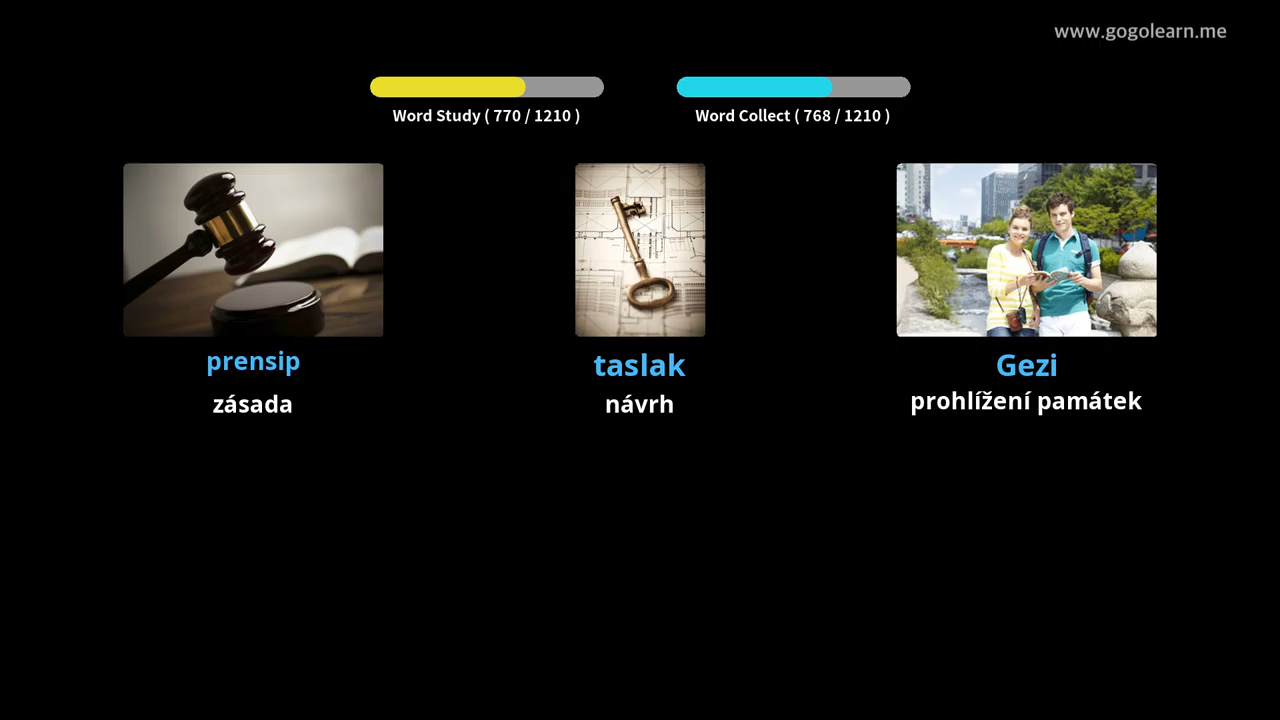 www.gogolearn.me
Word Study ( 770 / 1210 )
Word Collect ( 768 / 1210 )
prensip
zásada
taslak
návrh
Gezi
prohlížení památek